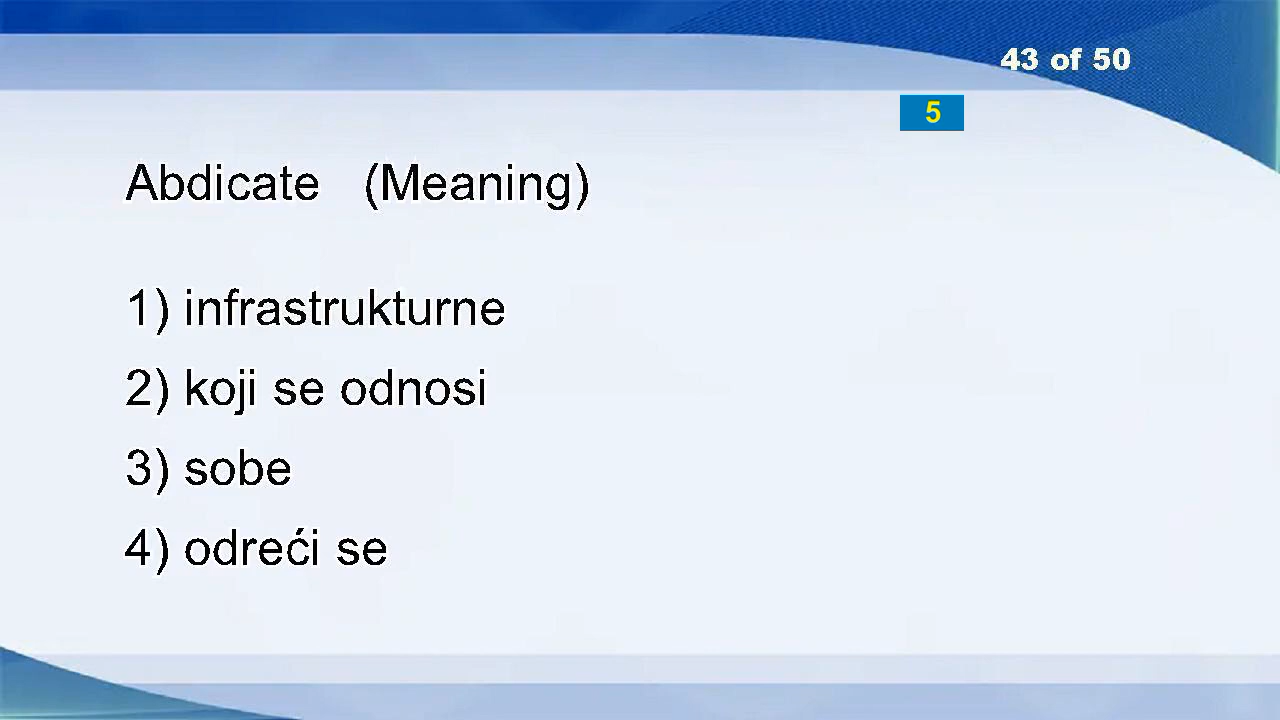 43 of 50
5
Abdicate (Meaning)
1) infrastrukturne
2) koji se odnosi
3) sobe
4) odreći se